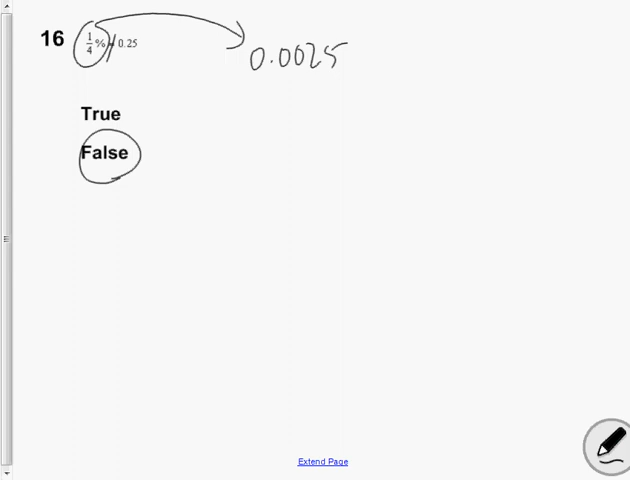 16 1/4 % = 0.25
0.0025
True
False
Extend Page